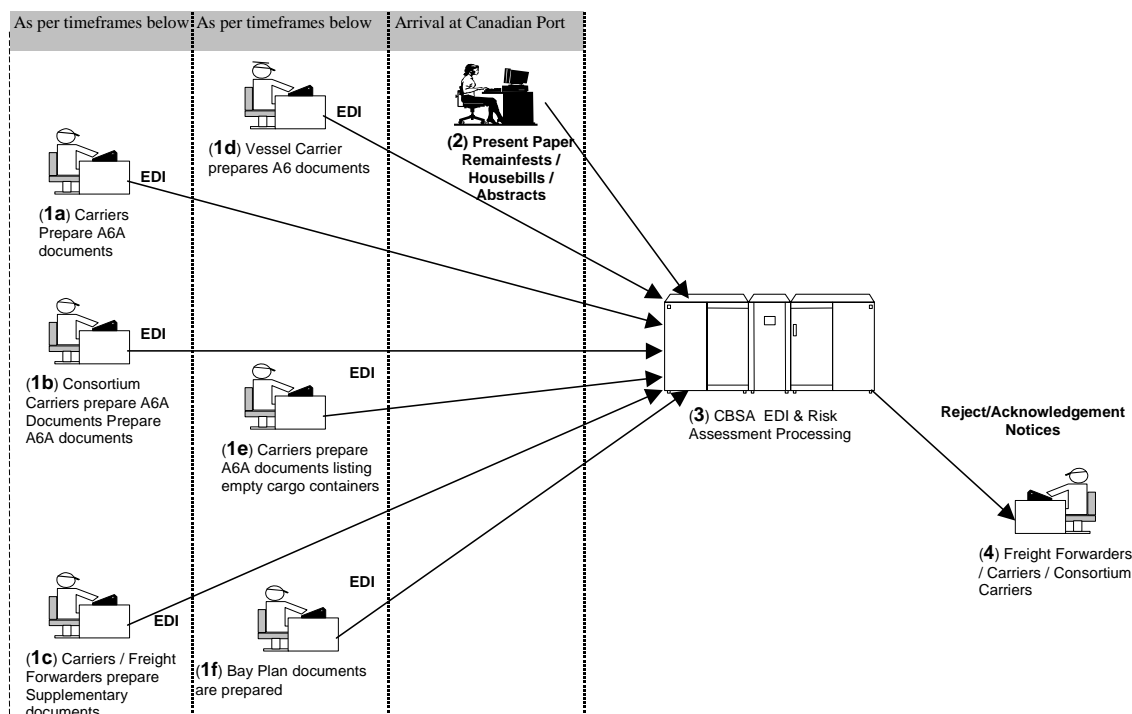 As per timeframes below
As per timeframes below
Arrival at Canadian Port
EDI
(1d) Vessel Carrier
prepares A6 documents
(2) Present Paper
Remainfests /
Housebills /
Abstracts
EDI
(1a) Carriers
Prepare A6A
documents
EDI
(1b) Consortium
Carriers prepare A6A
Documents Prepare
A6A documents
EDI
(1e) Carriers prepare
A6A documents listing
empty cargo containers
(3) CBSA EDI & Risk
Assessment Processing
Reject/Acknowledgement
Notices
(4) Freight Forwarders
/ Carriers / Consortium
Carriers
EDI
(1c) Carriers / Freight
Forwarders prepare
Supplementary
documents
EDI
(1f) Bay Plan documents
are prepared